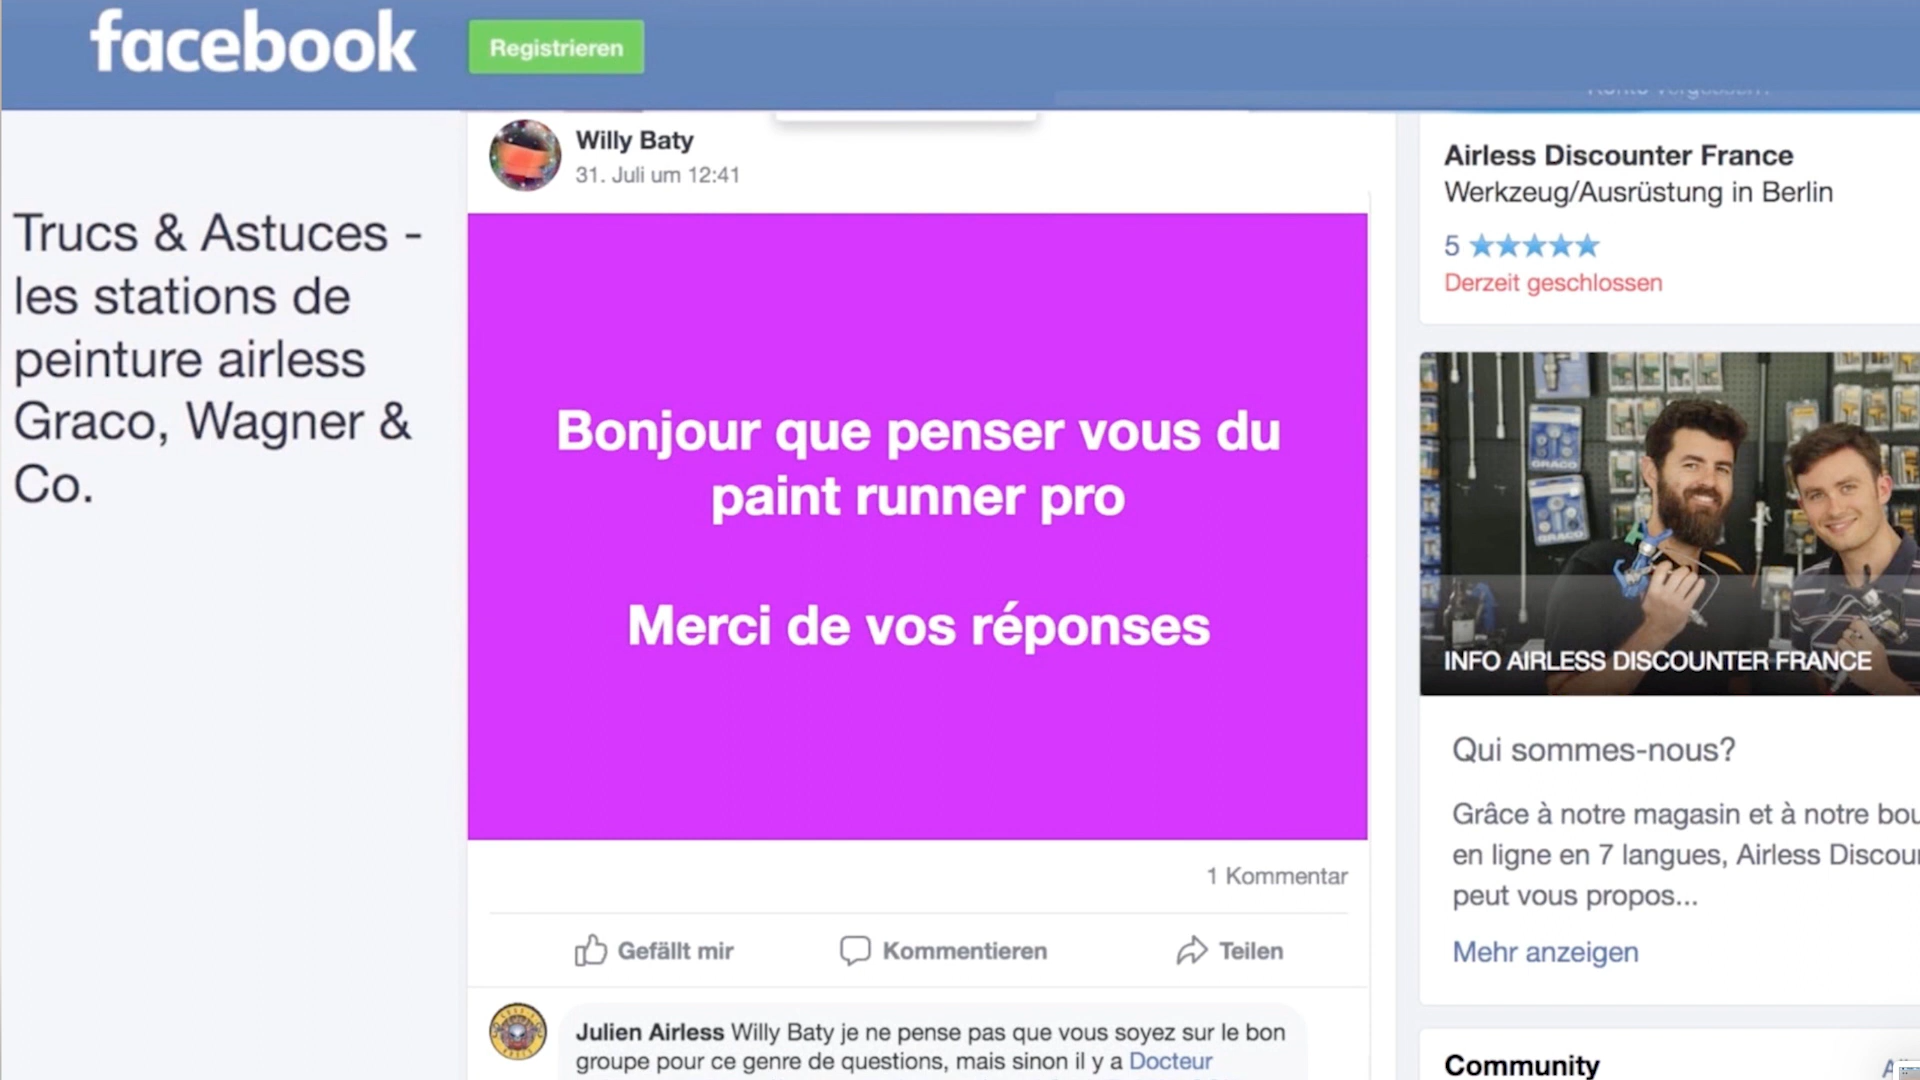 facebook
Registrieren
Trucs & Astuces -
les stations de
peinture airless
Graco, Wagner &
Co.
Willy Baty
31. Juli um 12:41
Bonjour que penser vous du
paint runner pro
Merci de vos réponses
1 Kommentar
Gefällt mir
Kommentieren
Teilen
Julien Airless Willy Baty je ne pense pas que vous soyez sur le bon
groupe pour ce genre de questions, mais sinon il y a Docteur
Airless Discounter France
Werkzeug/Ausrüstung in Berlin
5
Derzeit geschlossen
GRACO
GRACO
INFO AIRLESS DISCOUNTER FRANCE
Qui sommes-nous?
Grâce à notre magasin et à notre bou
en ligne en 7 langues, Airless Discou
peut vous propos...
Mehr anzeigen
Community